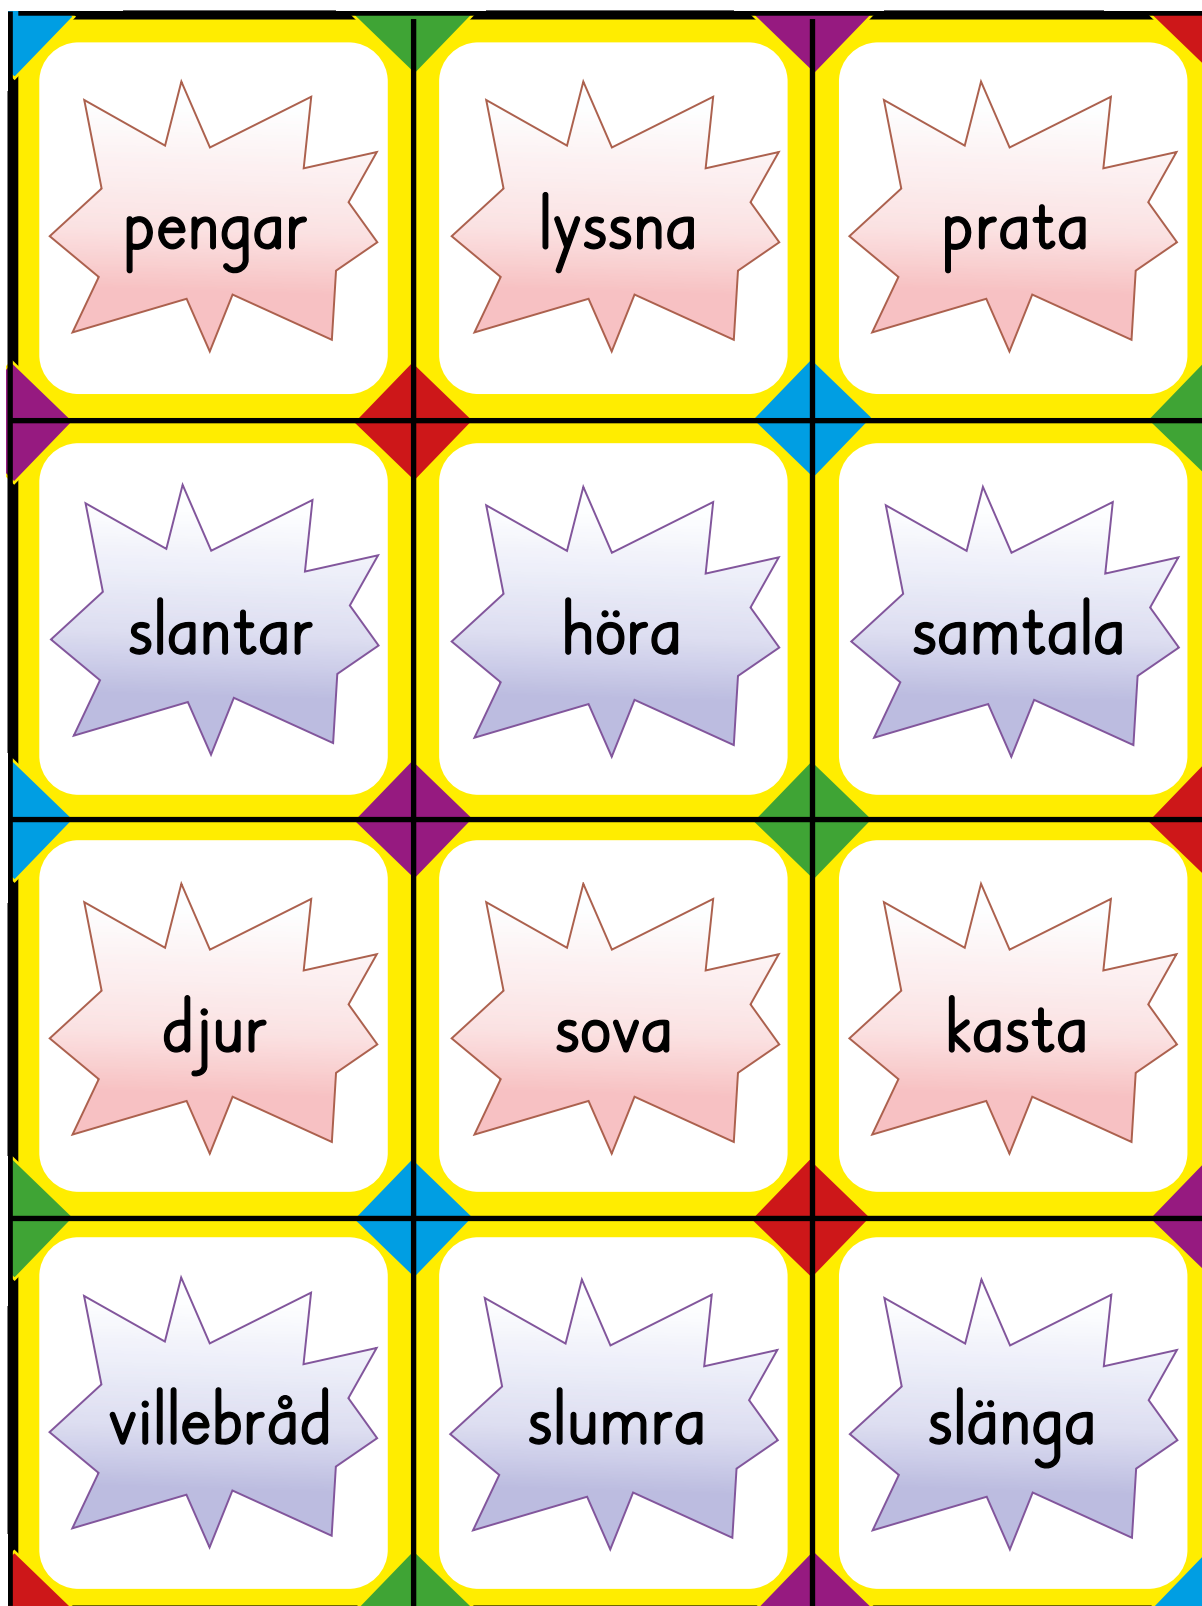 pengar
lyssna
prata
slantar
höra
samtala
djur
sova
kasta
villebråd
slumra
slänga